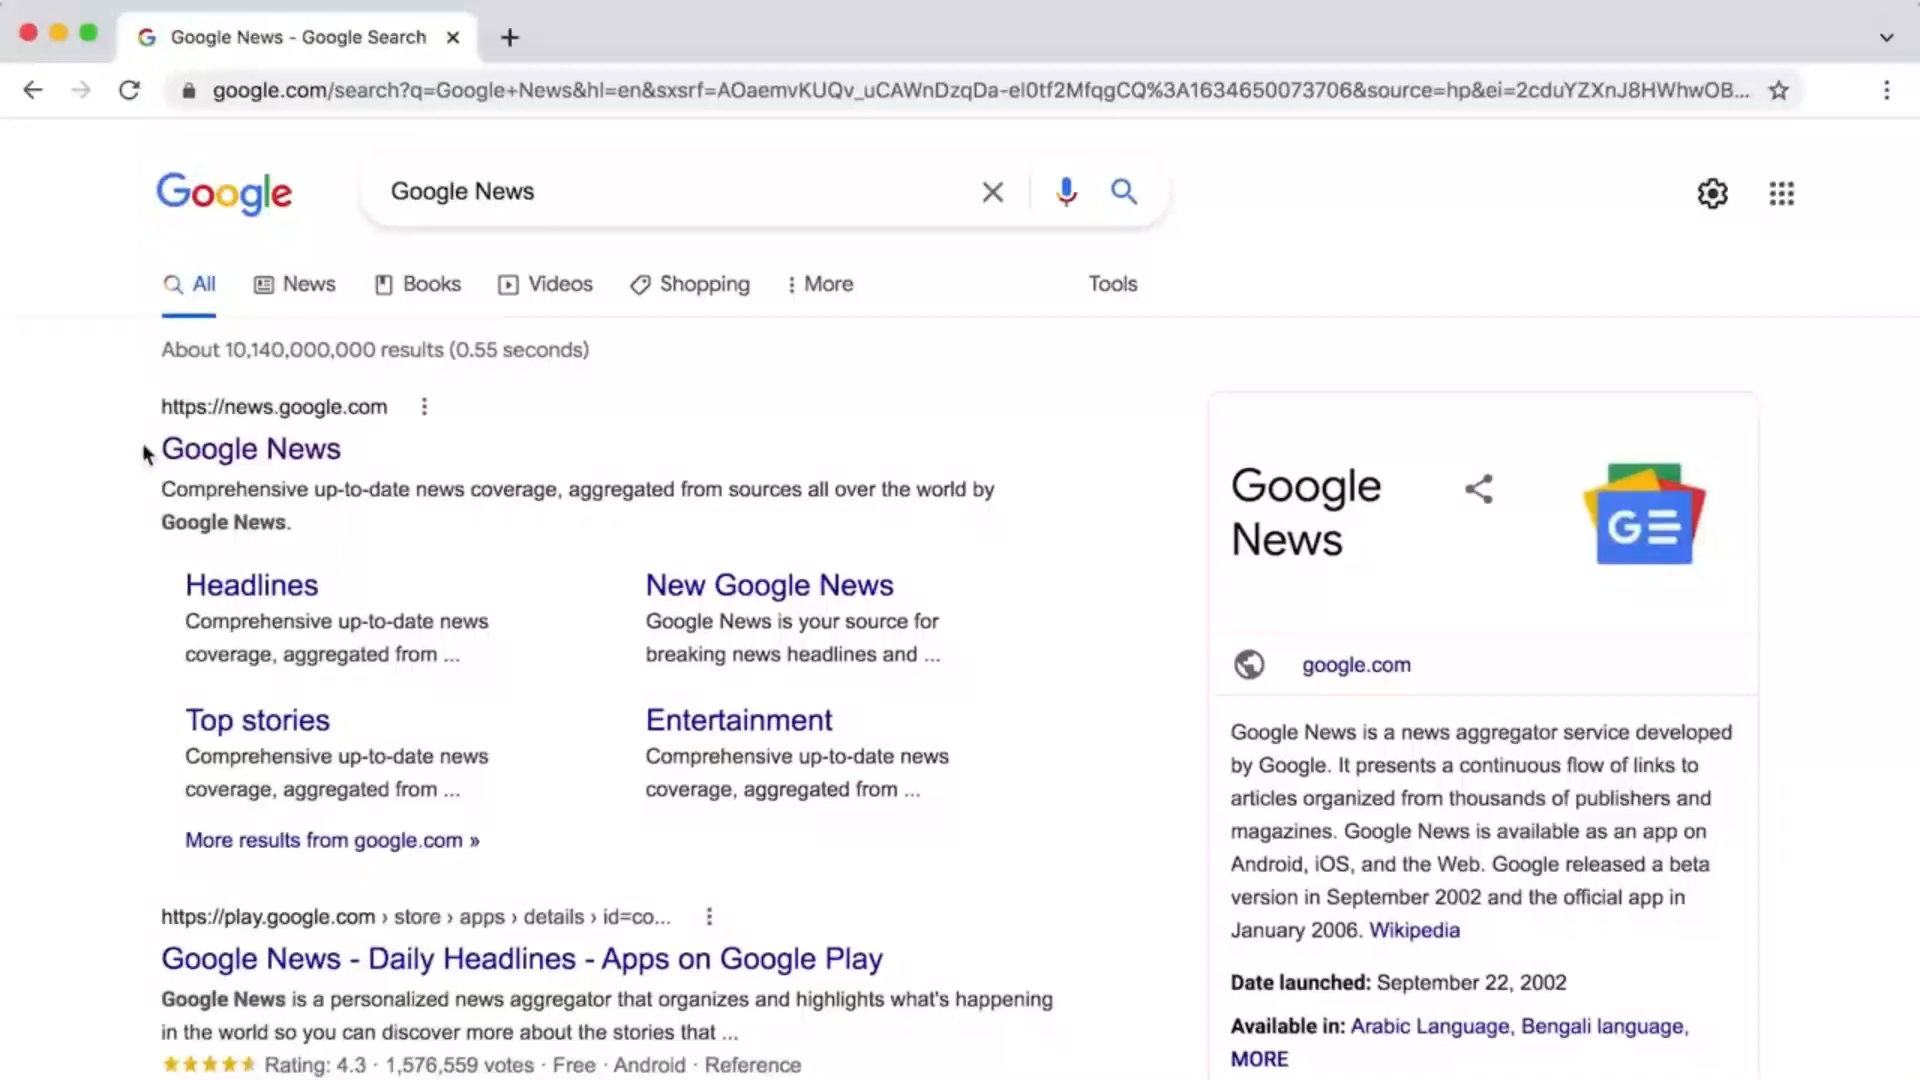 Google News - Google Search
google.com/search?q=Google+News&hl=en&sxsrf=AOaemvKUQv_uCAWnDzqDa-el0tf2MfqgCQ%3A1634650073706&source=hp&ei=2cduYZXnJ8HWhwOB...
Google
Google News
All
News
Books
Videos
Shopping
More
Tools
About 10,140,000,000 results (0.55 seconds)
https://news.google.com
Google News
Comprehensive up-to-date news coverage, aggregated from sources all over the world by
Google News.
Headlines
Comprehensive up-to-date news
coverage, aggregated from ...
New Google News
Google News is your source for
breaking news headlines and ...
Top stories
Comprehensive up-to-date news
coverage, aggregated from ...
Entertainment
Comprehensive up-to-date news
coverage, aggregated from ...
More results from google.com »
https://play.google.com › store › apps › details › id=co...
Google News - Daily Headlines - Apps on Google Play
Google News is a personalized news aggregator that organizes and highlights what's happening
in the world so you can discover more about the stories that ...
Rating: 4.3 · 1,576,559 votes · Free · Android · Reference
Google
News
G
google.com
Google News is a news aggregator service developed
by Google. It presents a continuous flow of links to
articles organized from thousands of publishers and
magazines. Google News is available as an app on
Android, iOS, and the Web. Google released a beta
version in September 2002 and the official app in
January 2006. Wikipedia
Date launched: September 22, 2002
Available in: Arabic Language, Bengali language,
MORE